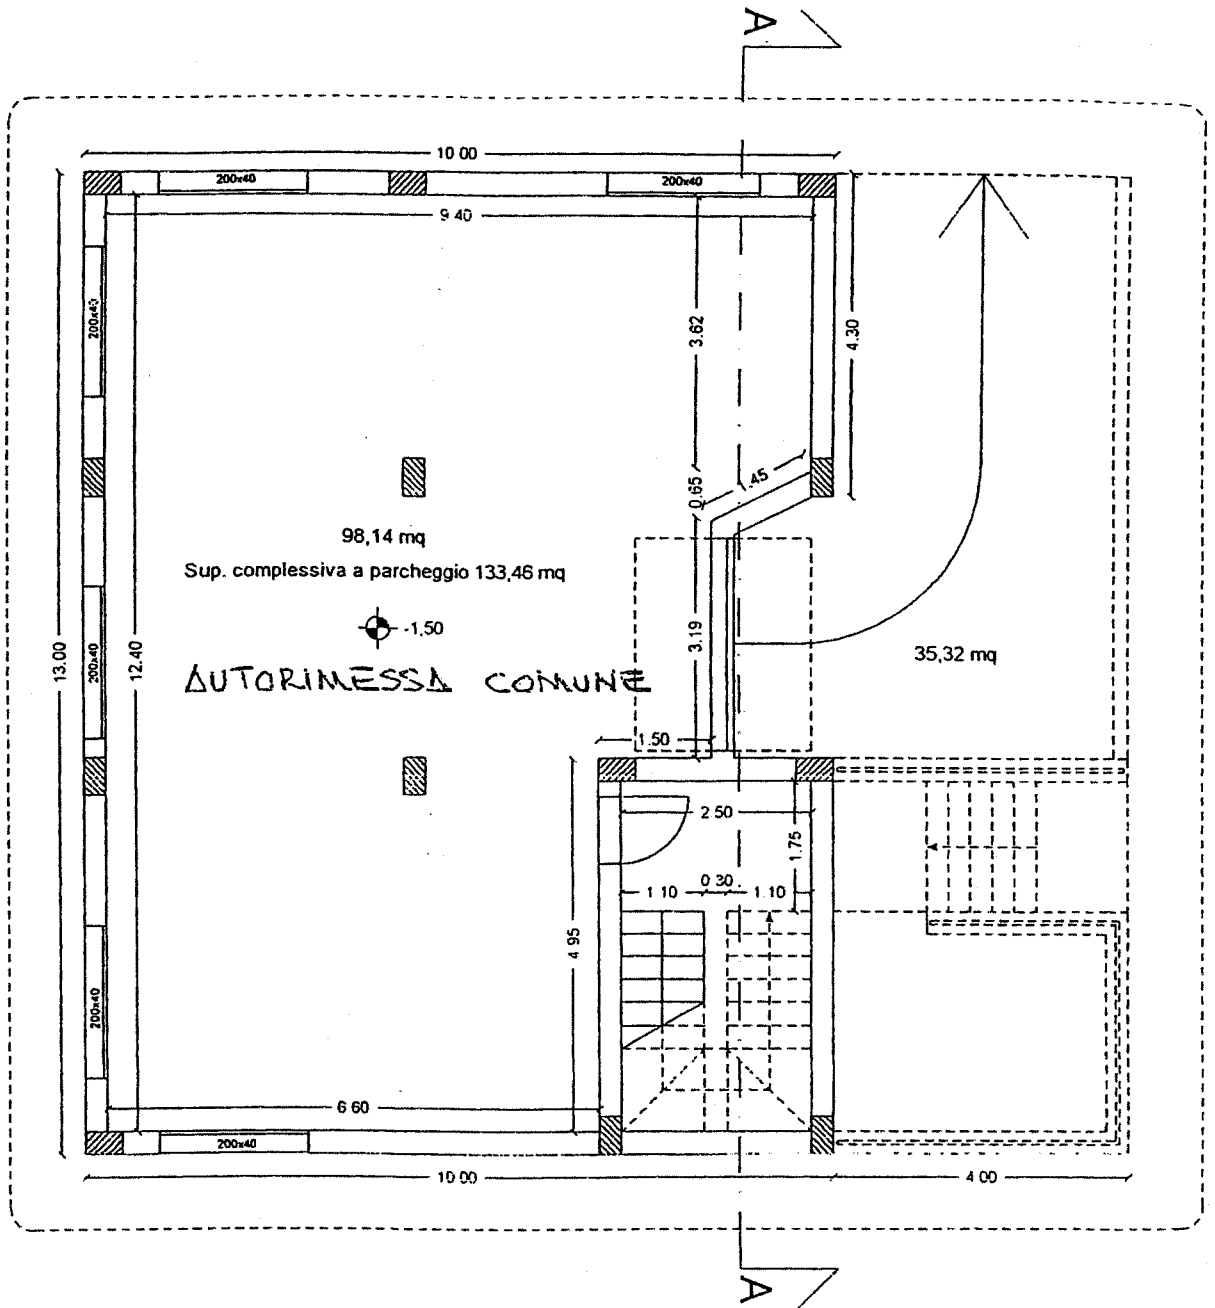 A
10.00
200x40
200x40
9.40
200x40
3.62
4.30
1.45
0.65
98,14 mq
Sup. complessiva a parcheggio 133,46 mq
-1,50
AUTORIMESSA COMUNE
13.00
12.40
200x40
3.19
35,32 mq
1.50
2.50
1.75
0.30
1.10
1.10
4.95
200x40
6.60
200x40
10.00
4.00
A